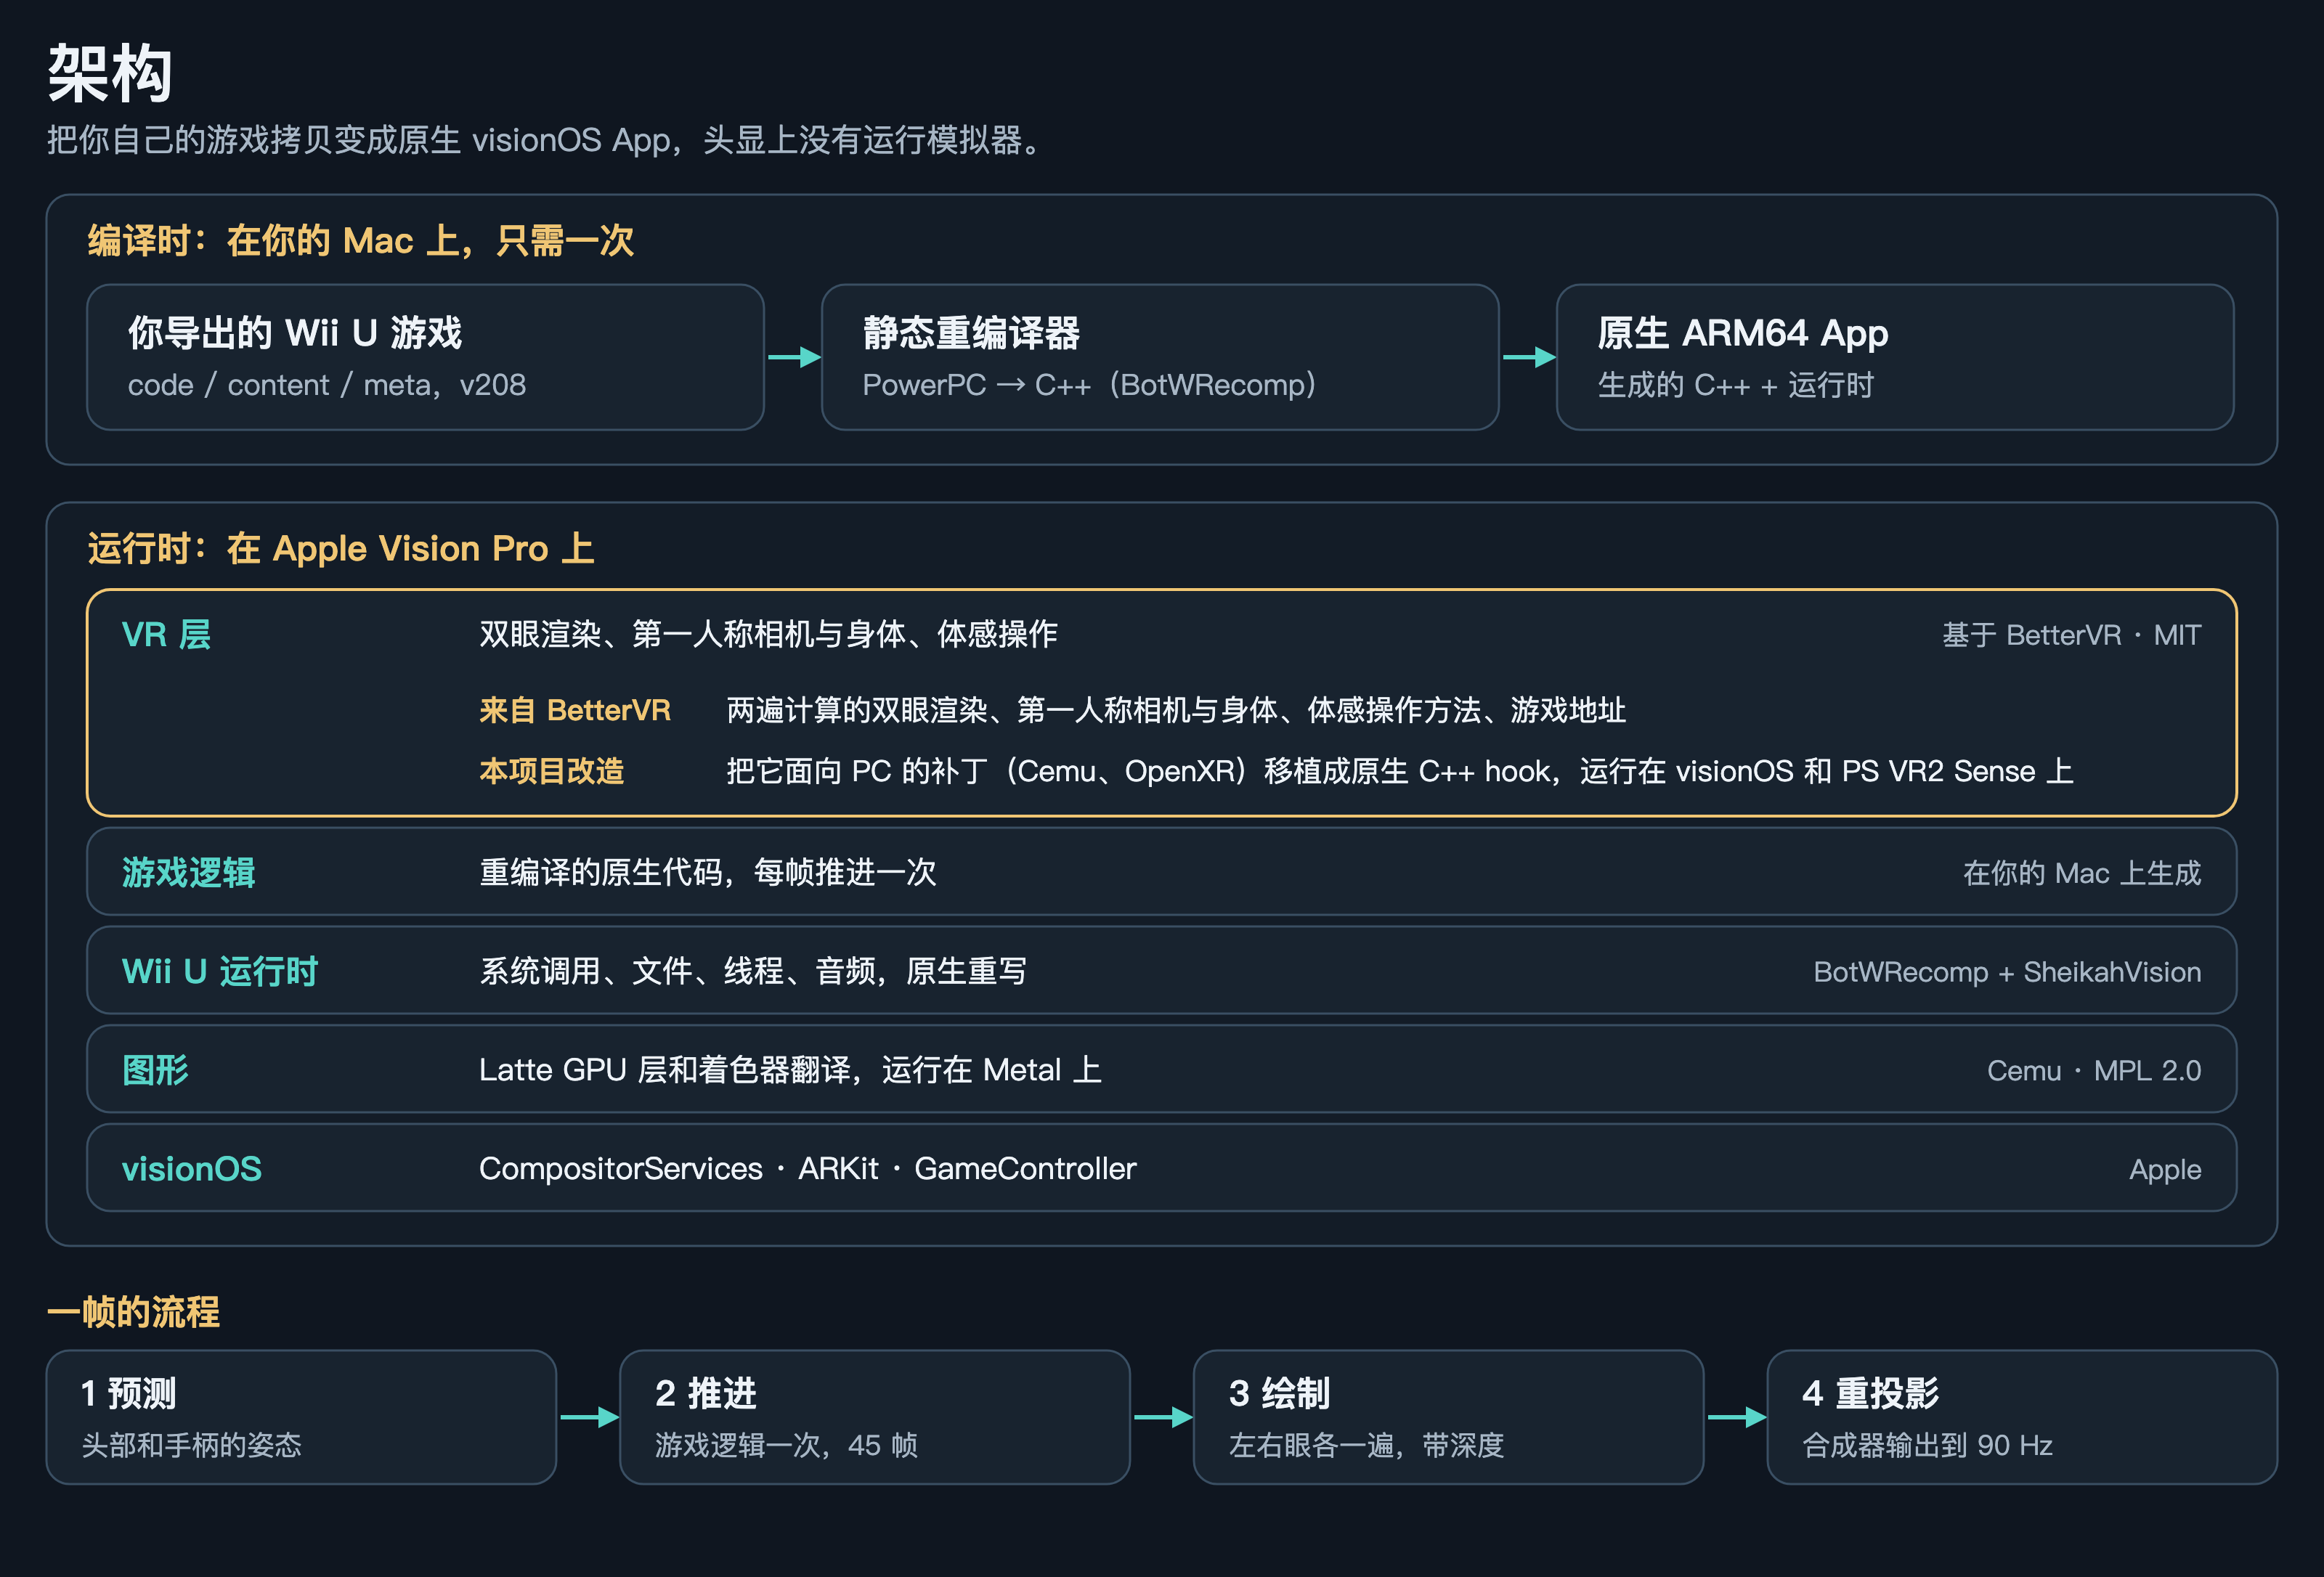 架构
把你自己的游戏拷贝变成原生 visionOS App，头显上没有运行模拟器。
编译时：在你的 Mac 上，只需一次
你导出的 Wii U 游戏
code / content / meta，v208
静态重编译器
PowerPC → C++（BotWRecomp）
原生 ARM64 App
生成的 C++ + 运行时
运行时：在 Apple Vision Pro 上
VR 层
双眼渲染、第一人称相机与身体、体感操作
基于 BetterVR · MIT
来自 BetterVR
两遍计算的双眼渲染、第一人称相机与身体、体感操作方法、游戏地址
本项目改造
把它面向 PC 的补丁（Cemu、OpenXR）移植成原生 C++ hook，运行在 visionOS 和 PS VR2 Sense 上
游戏逻辑
重编译的原生代码，每帧推进一次
在你的 Mac 上生成
Wii U 运行时
系统调用、文件、线程、音频，原生重写
BotWRecomp + SheikahVision
图形
Latte GPU 层和着色器翻译，运行在 Metal 上
Cemu · MPL 2.0
visionOS
CompositorServices · ARKit · GameController
Apple
一帧的流程
1 预测
头部和手柄的姿态
2 推进
游戏逻辑一次，45 帧
3 绘制
左右眼各一遍，带深度
4 重投影
合成器输出到 90 Hz